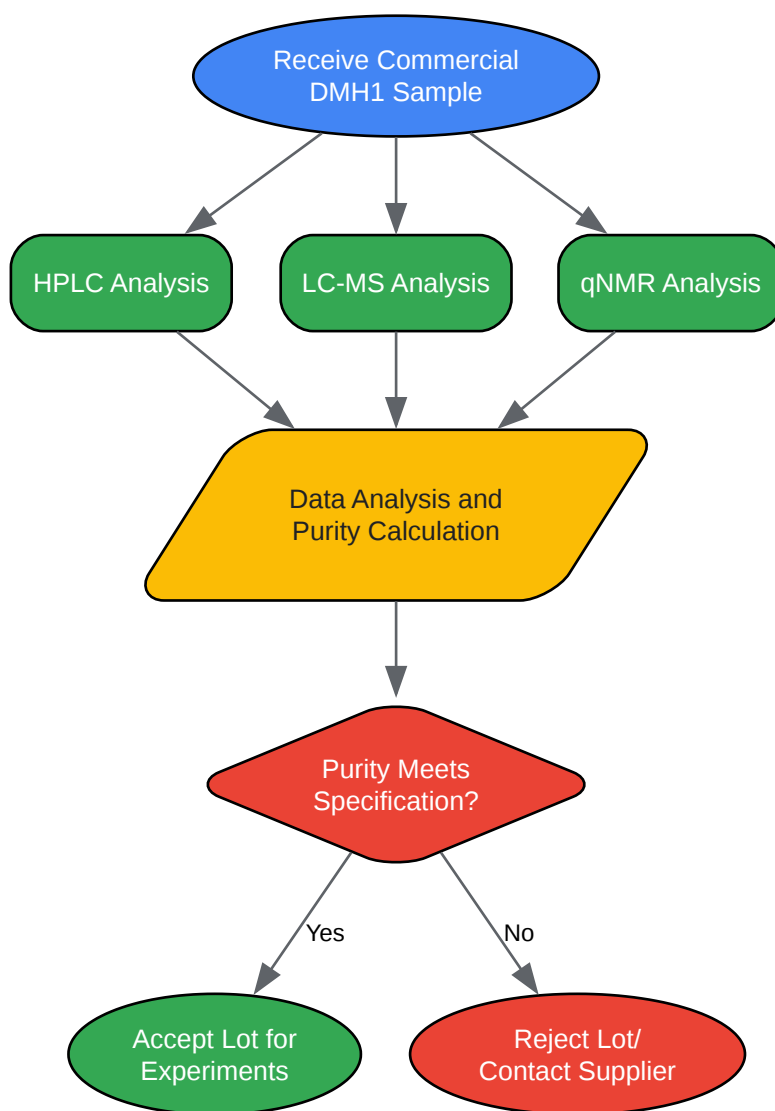 Receive Commercial
DMH1 Sample
HPLC Analysis
LC-MS Analysis
qNMR Analysis
Data Analysis and
Purity Calculation
Purity Meets
Specification?
Yes
No
Accept Lot for
Experiments
Reject Lot/
Contact Supplier